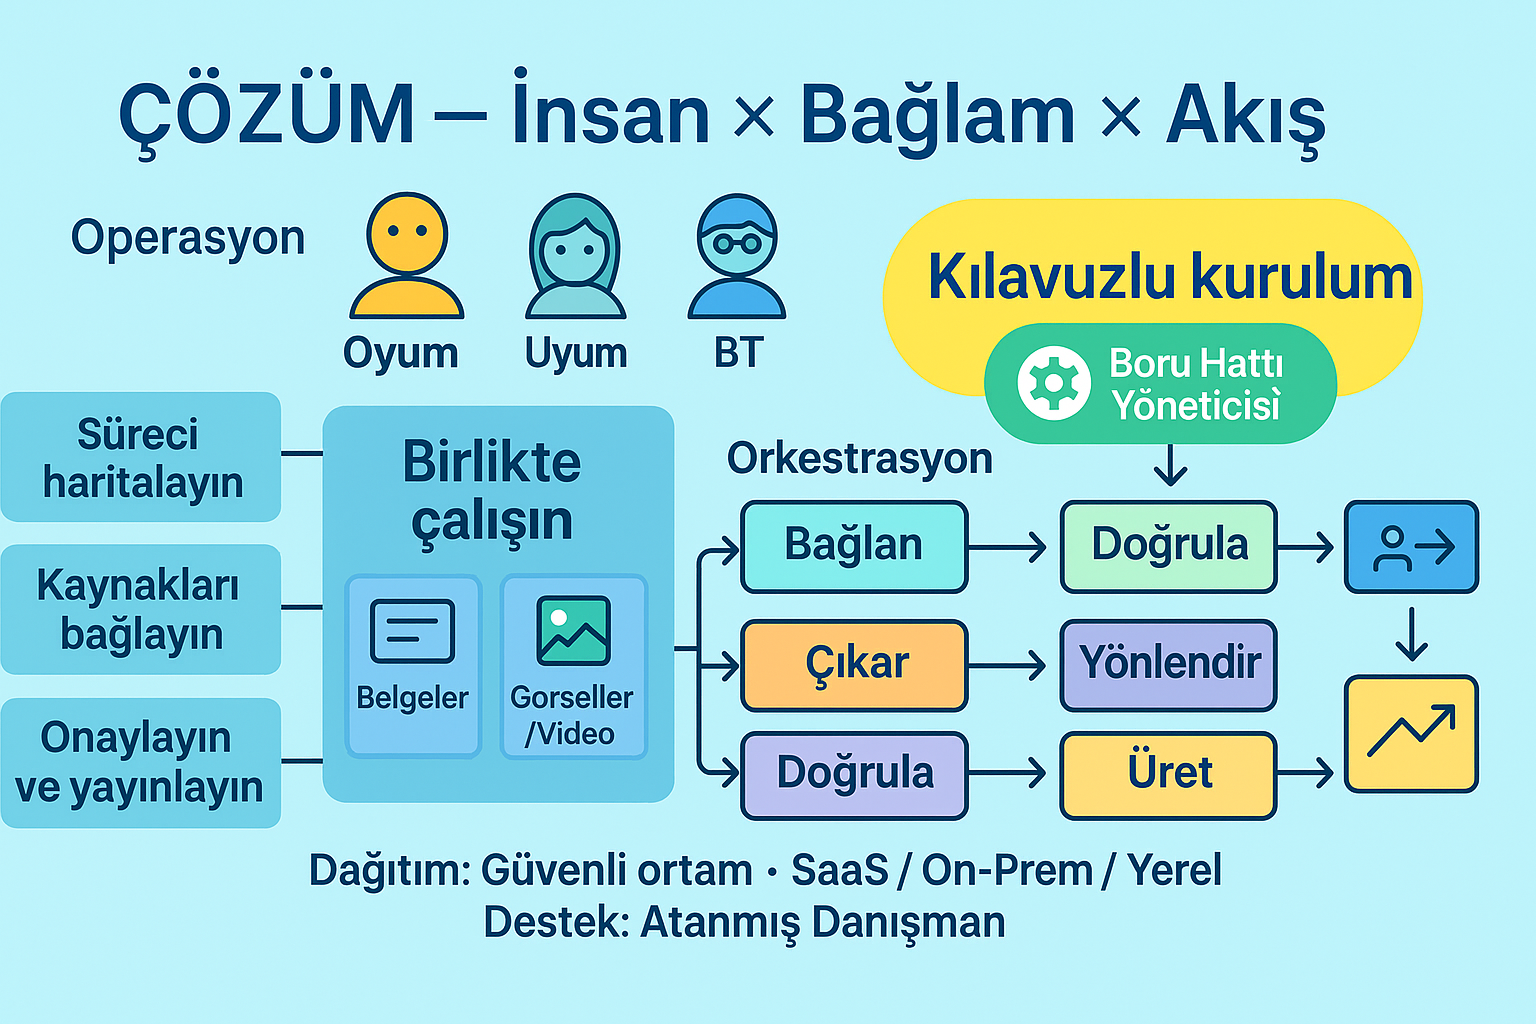 ÇÖZÜM – İnsan × Bağlam × Akış
Operasyon
Oyum
Uyum
BT
Kılavuzlu kurulum
Boru Hattı
Yöneticisì
Süreci
haritalayın
Kaynakları
bağlayın
Onaylayın
ve yayınlayın
Birlikte
çalışın
Belgeler
Gorseller
/Video
Orkestrasyon
Bağlan
Doğrula
Çıkar
Yönlendir
Doğrula
Üret
Dağıtım: Güvenli ortam · SaaS / On-Prem / Yerel
Destek: Atanmış Danışman